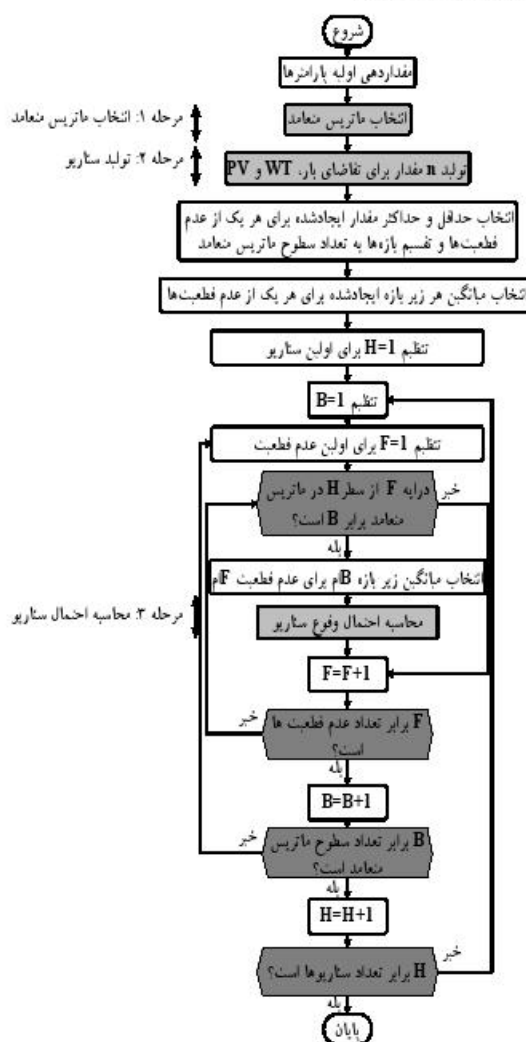 شروع
مقداردهی اولیه پارامترها
انتخاب ماتریس متعامد
مرحله ۱: انتخاب ماتریس متعامد
تولید n مقدار برای تقاضای بار، WT و PV
مرحله ۲: تولید سناریو
انتخاب حداقل و حداکثر مقدار ایجادشده برای هر یک از عدم
قطعیت‌ها و تقسیم بازه‌ها به تعداد سطوح ماتریس متعامد
انتخاب میانگین هر زیر بازه ایجادشده برای هر یک از عدم قطعیت‌ها
تنظیم H=1 برای اولین سناریو
تنظیم B=1
تنظیم F=1 برای اولین عدم قطعیت
درایه F از سطر H در ماتریس
متعامد برابر B است؟
خیر
بله
انتخاب میانگین زیر بازه Bام برای عدم قطعیت Fام
محاسبه احتمال وقوع سناریو
مرحله ۳: محاسبه احتمال سناریو
F=F+1
F برابر تعداد عدم قطعیت ها
است؟
خیر
بله
B=B+1
B برابر تعداد سطوح ماتریس
متعامد است؟
خیر
بله
H=H+1
H برابر تعداد سناریوها است؟
خیر
بله
پایان